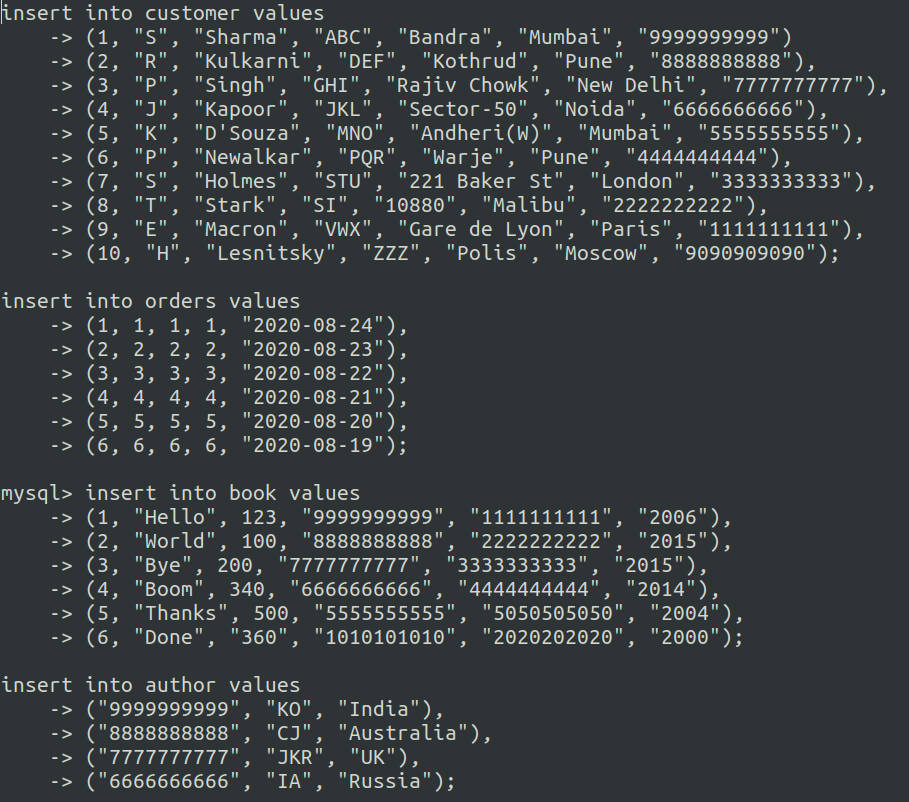 insert into customer values
    -> (1, "S", "Sharma", "ABC", "Bandra", "Mumbai", "9999999999")
    -> (2, "R", "Kulkarni", "DEF", "Kothrud", "Pune", "8888888888"),
    -> (3, "P", "Singh", "GHI", "Rajiv Chowk", "New Delhi", "7777777777"),
    -> (4, "J", "Kapoor", "JKL", "Sector-50", "Noida", "6666666666"),
    -> (5, "K", "D'Souza", "MNO", "Andheri(W)", "Mumbai", "5555555555"),
    -> (6, "P", "Newalkar", "PQR", "Warje", "Pune", "4444444444"),
    -> (7, "S", "Holmes", "STU", "221 Baker St", "London", "3333333333"),
    -> (8, "T", "Stark", "SI", "10880", "Malibu", "2222222222"),
    -> (9, "E", "Macron", "VWX", "Gare de Lyon", "Paris", "1111111111"),
    -> (10, "H", "Lesnitsky", "ZZZ", "Polis", "Moscow", "9090909090");

insert into orders values
    -> (1, 1, 1, 1, "2020-08-24"),
    -> (2, 2, 2, 2, "2020-08-23"),
    -> (3, 3, 3, 3, "2020-08-22"),
    -> (4, 4, 4, 4, "2020-08-21"),
    -> (5, 5, 5, 5, "2020-08-20"),
    -> (6, 6, 6, 6, "2020-08-19");

mysql> insert into book values
    -> (1, "Hello", 123, "9999999999", "1111111111", "2006"),
    -> (2, "World", 100, "8888888888", "2222222222", "2015"),
    -> (3, "Bye", 200, "7777777777", "3333333333", "2015"),
    -> (4, "Boom", 340, "6666666666", "4444444444", "2014"),
    -> (5, "Thanks", 500, "5555555555", "5050505050", "2004"),
    -> (6, "Done", "360", "1010101010", "2020202020", "2000");

insert into author values
    -> ("9999999999", "KO", "India"),
    -> ("8888888888", "CJ", "Australia"),
    -> ("7777777777", "JKR", "UK"),
    -> ("6666666666", "IA", "Russia");